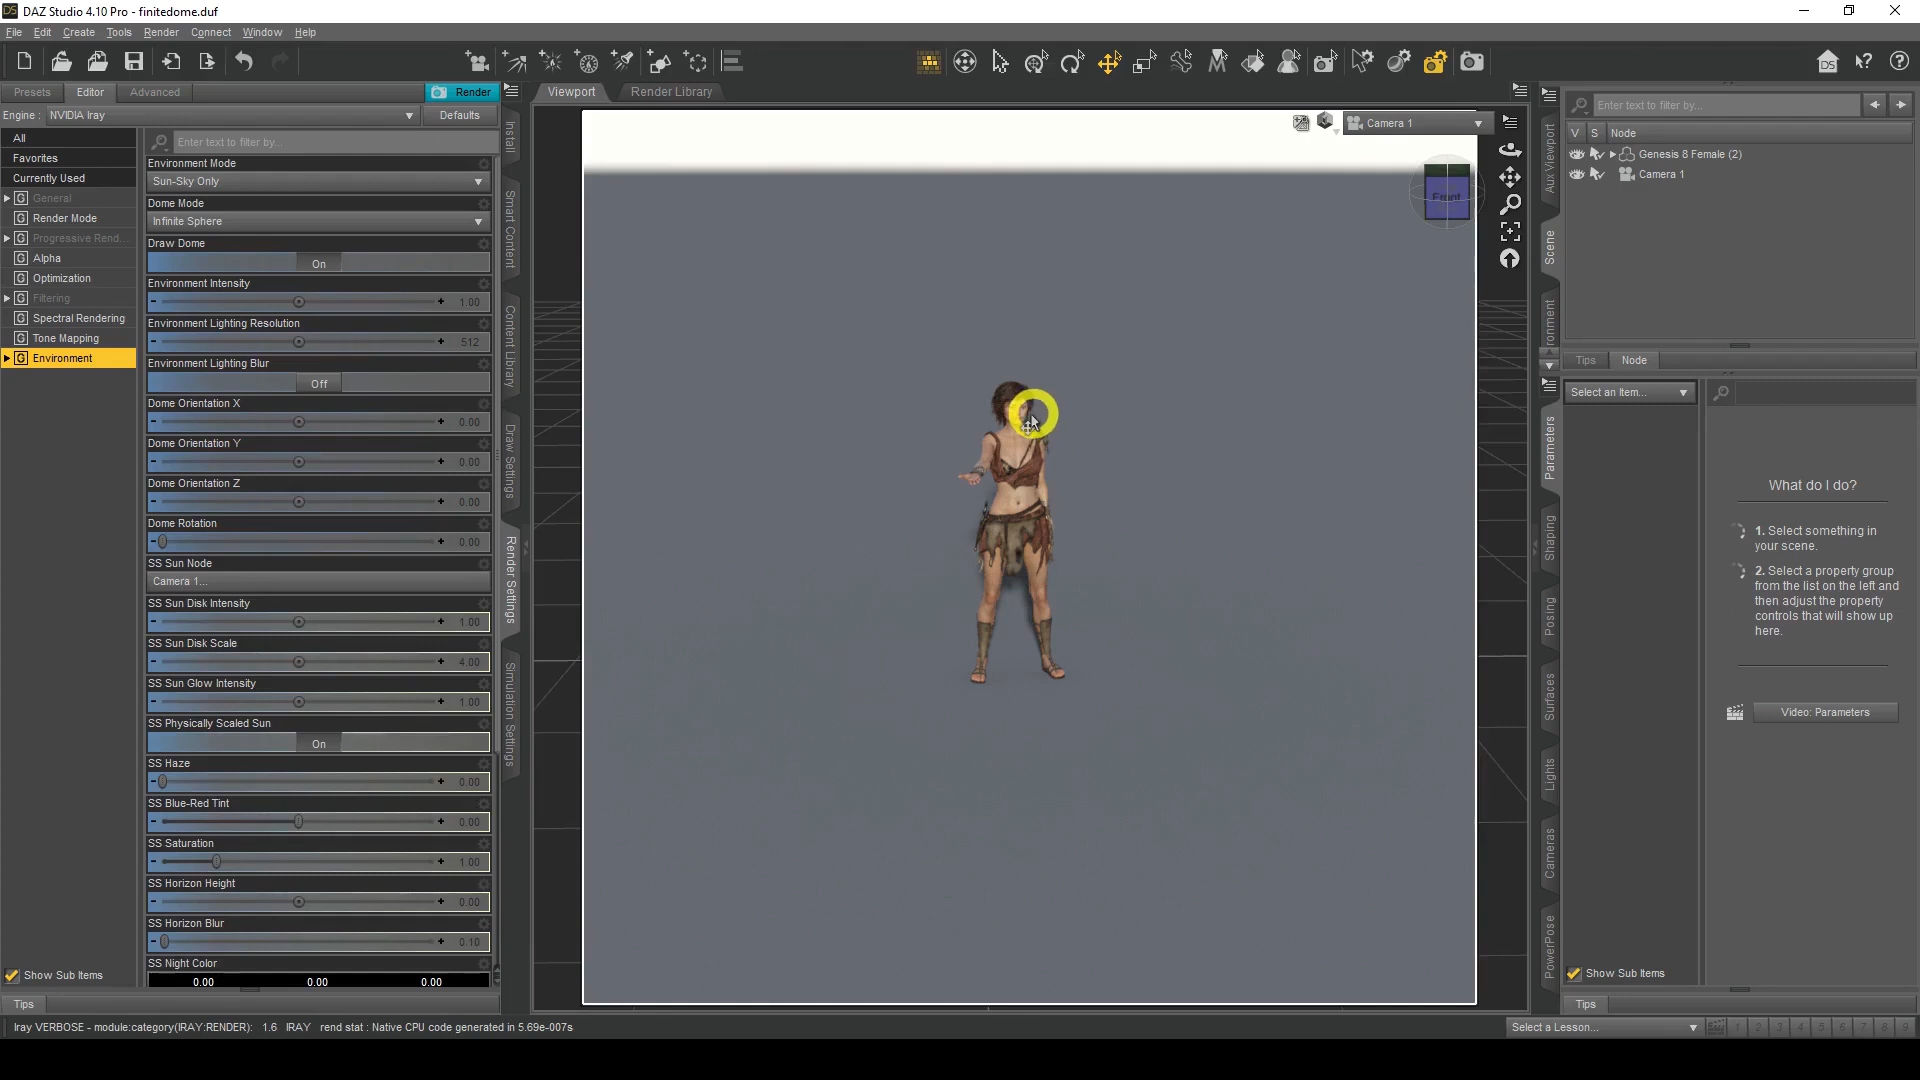 DAZ Studio 4.10 Pro - finitedome.duf
File Edit Create Tools Render Connect Window Help
Presets Editor Advanced Render
Viewport Render Library
Engine : NVIDIA Iray Defaults
All
Favorites
Currently Used
General
Render Mode
Progressive Rend...
Alpha
Optimization
Filtering
Spectral Rendering
Tone Mapping
Environment
Show Sub Items
Tips
Enter text to filter by...
Environment Mode
Sun-Sky Only
Dome Mode
Infinite Sphere
Draw Dome
On
Environment Intensity
1.00
Environment Lighting Resolution
512
Environment Lighting Blur
Off
Dome Orientation X
0.00
Dome Orientation Y
0.00
Dome Orientation Z
0.00
Dome Rotation
0.00
SS Sun Node
Camera 1...
SS Sun Disk Intensity
1.00
SS Sun Disk Scale
4.00
SS Sun Glow Intensity
1.00
SS Physically Scaled Sun
On
SS Haze
0.00
SS Blue-Red Tint
0.00
SS Saturation
1.00
SS Horizon Height
0.00
SS Horizon Blur
0.10
SS Night Color
0.00 0.00 0.00
Install
Smart Content
Content Library
Draw Settings
Render Settings
Simulation Settings
Camera 1
Front
Aux Viewport
Scene
ironment
Enter text to filter by...
V S Node
Genesis 8 Female (2)
Camera 1
Tips Node
Parameters
Shaping
Posing
Surfaces
Lights
Cameras
PowerPose
Select an Item...
What do I do?
1. Select something in
your scene.
2. Select a property group
from the list on the left and
then adjust the property
controls that will show up
here.
Video: Parameters
Show Sub Items
Tips
Iray VERBOSE - module:category(IRAY:RENDER): 1.6 IRAY rend stat : Native CPU code generated in 5.69e-007s
Select a Lesson... 1 2 3 4 5 6 7 8 9